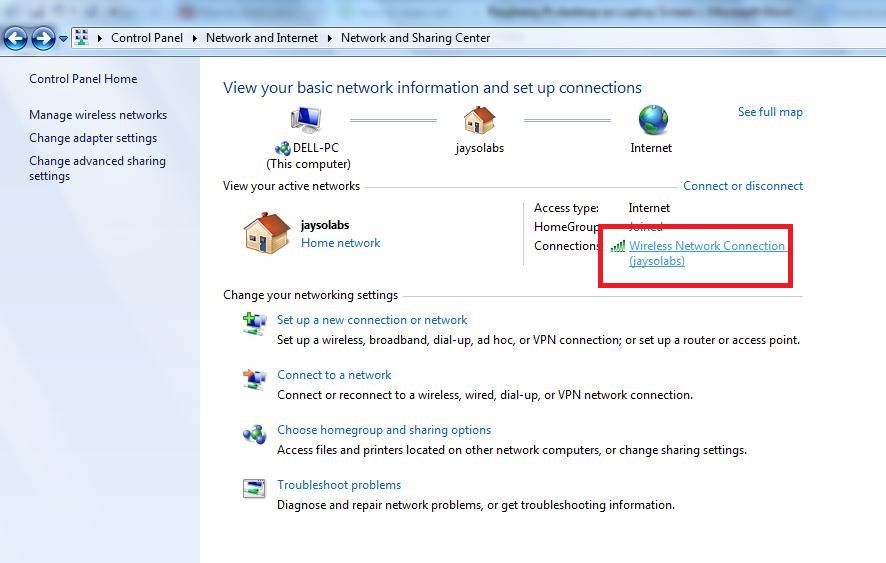 Control Panel Network and Internet Network and Sharing Center
Control Panel Home
Manage wireless networks
Change adapter settings
Change advanced sharing
settings
View your basic network information and set up connections
See full map
DELL-PC
(This computer)
jaysolabs
Internet
View your active networks
Connect or disconnect
jaysolabs
Home network
Access type: Internet
HomeGroup Joined
Connections Wireless Network Connection
(jaysolabs)
Change your networking settings
Set up a new connection or network
Set up a wireless, broadband, dial-up, ad hoc, or VPN connection; or set up a router or access point.
Connect to a network
Connect or reconnect to a wireless, wired, dial-up, or VPN network connection.
Choose homegroup and sharing options
Access files and printers located on other network computers, or change sharing settings.
Troubleshoot problems
Diagnose and repair network problems, or get troubleshooting information.